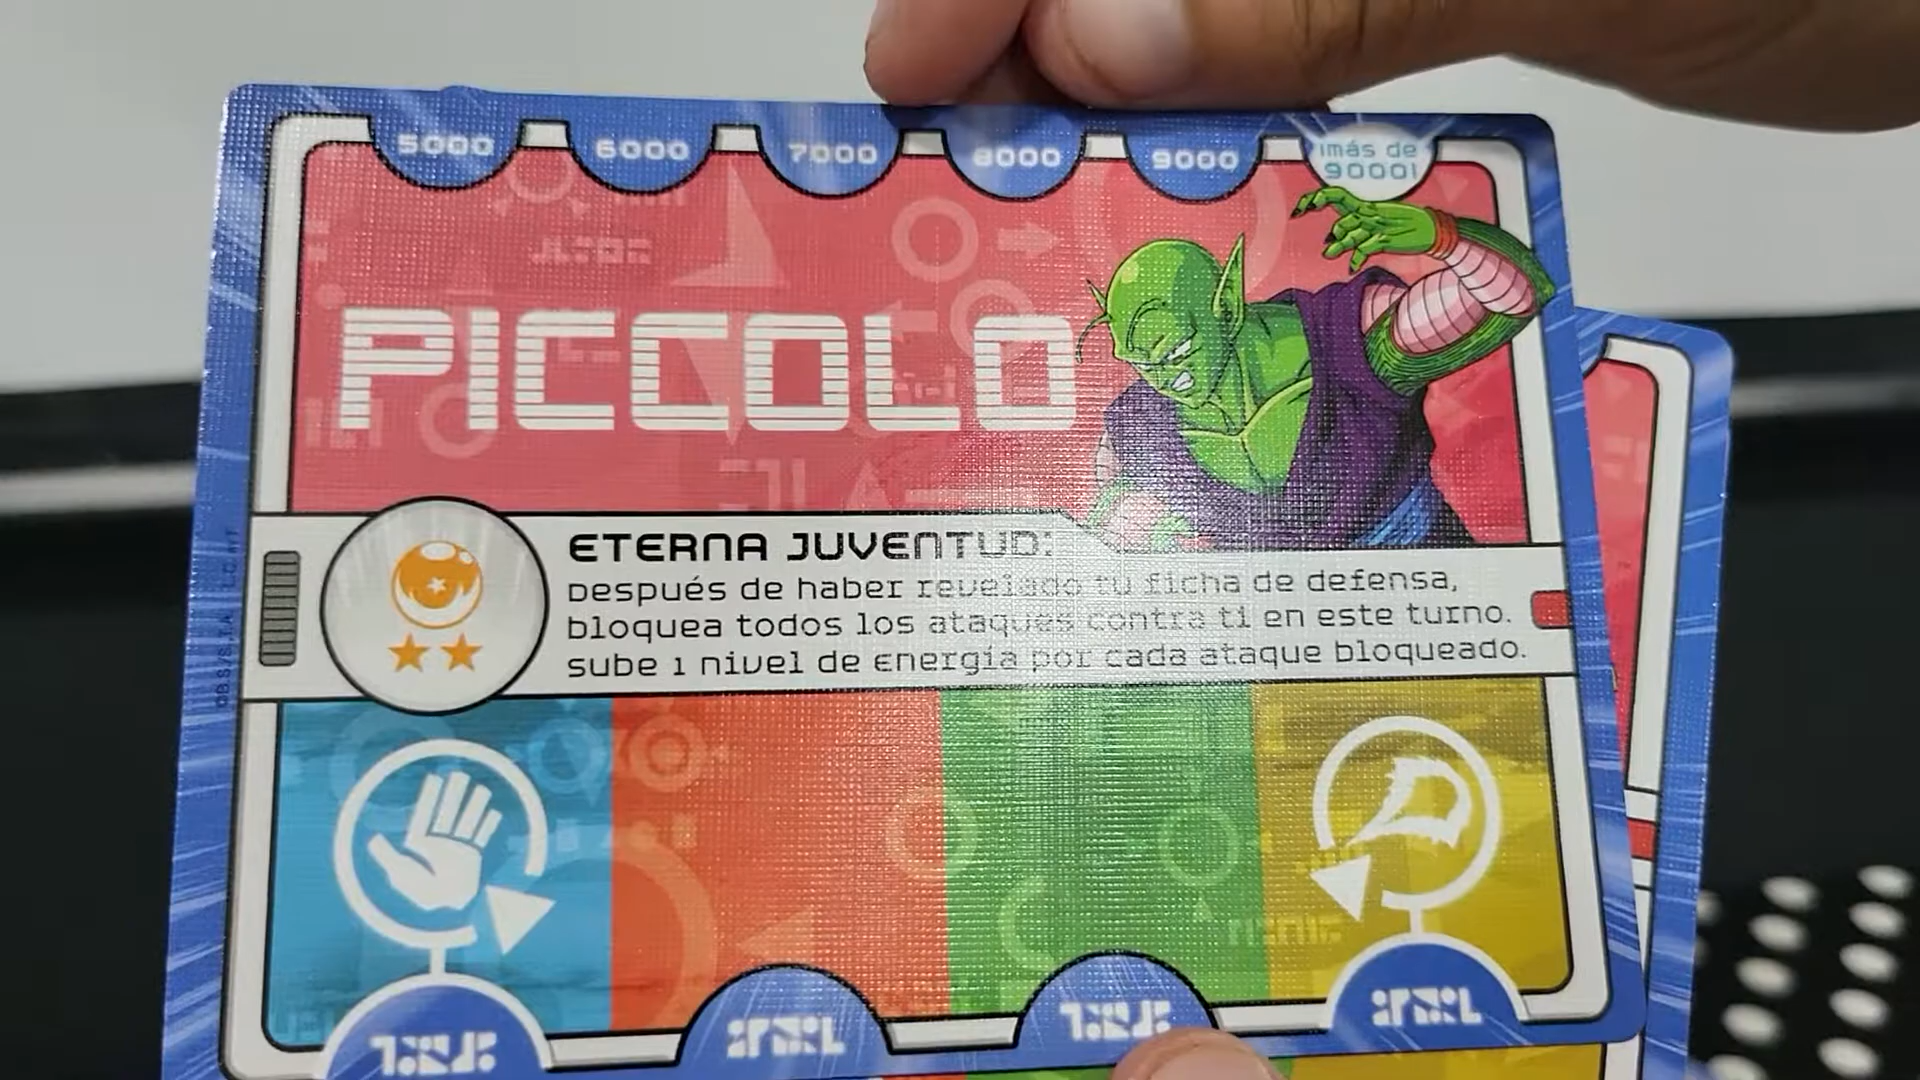 5000 6000 7000 8000 9000 ¡más de
9000!
PICCOLO
ETERNA JUVENTUD:
Después de haber revelado tu ficha de defensa,
bloquea todos los ataques contra ti en este turno.
Sube 1 nivel de energía por cada ataque bloqueado.